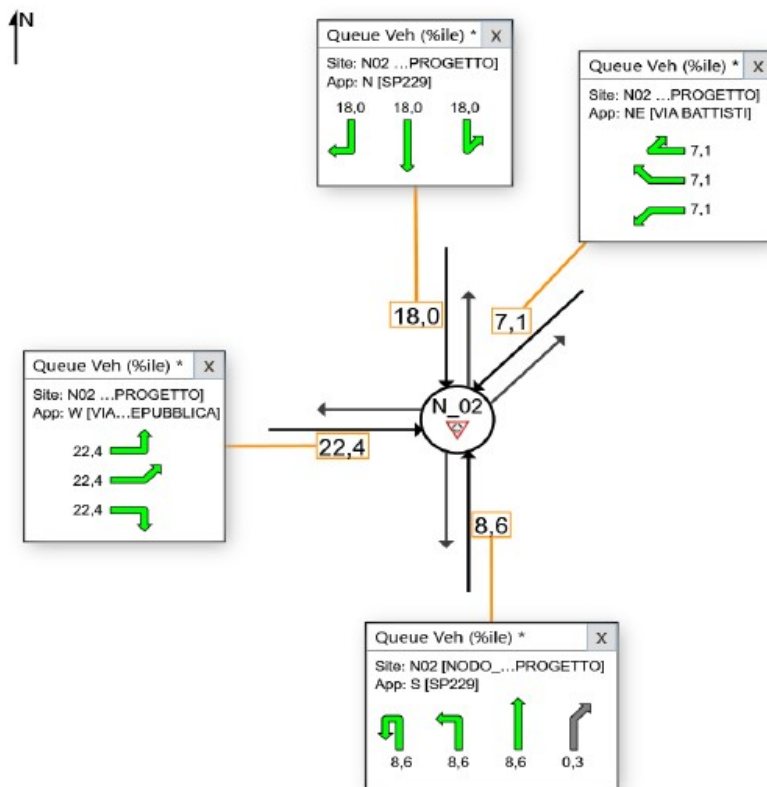 N
Queue Veh (%ile) * X
Site: N02 ...PROGETTO]
App: N [SP229]
18,0 18,0 18,0
Queue Veh (%ile) * X
Site: N02 ...PROGETTO]
App: NE [VIA BATTISTI]
7,1
7,1
7,1
18,0
7,1
Queue Veh (%ile) * X
Site: N02 ...PROGETTO]
App: W [VIA...EPUBBLICA]
22,4
22,4
22,4
N_02
22,4
8,6
Queue Veh (%ile) * X
Site: N02 [NODO_...PROGETTO]
App: S [SP229]
8,6 8,6 8,6 0,3